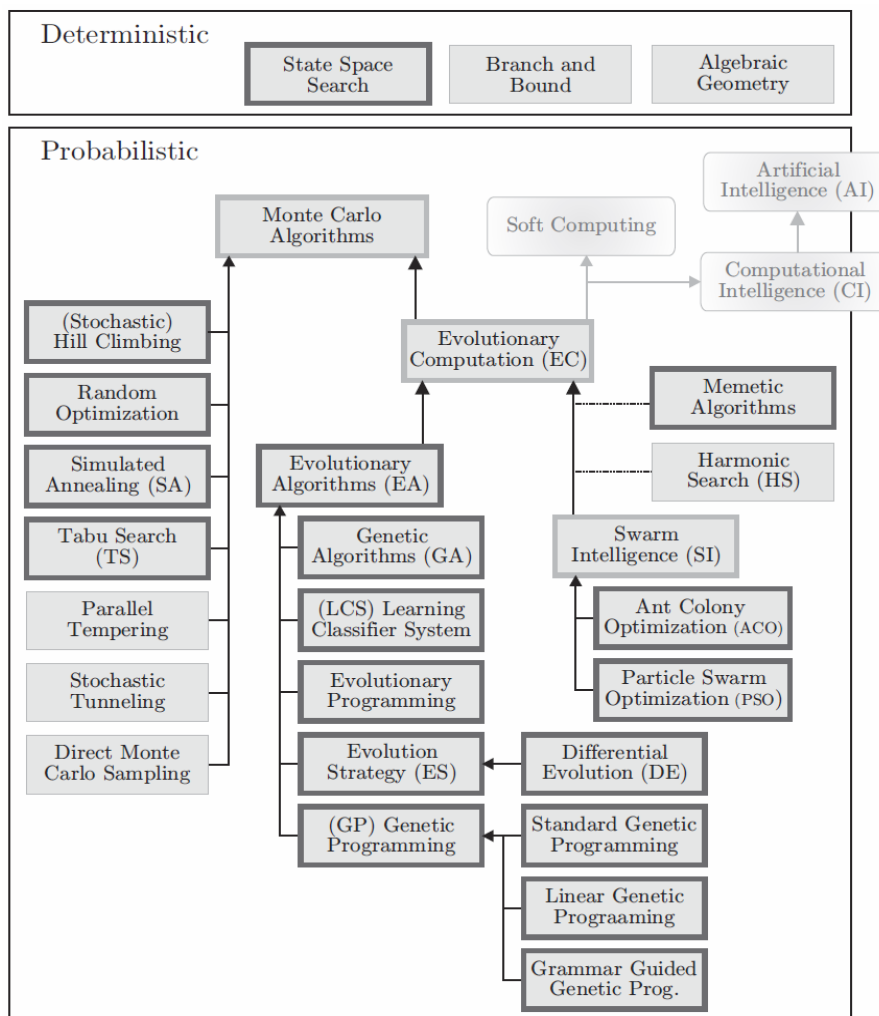 Deterministic
State Space
Search
Branch and
Bound
Algebraic
Geometry
Probabilistic
Artificial
Intelligence (AI)
Monte Carlo
Algorithms
Soft Computing
Computational
Intelligence (CI)
(Stochastic)
Hill Climbing
Evolutionary
Computation (EC)
Random
Optimization
Memetic
Algorithms
Simulated
Annealing (SA)
Evolutionary
Algorithms (EA)
Harmonic
Search (HS)
Tabu Search
(TS)
Genetic
Algorithms (GA)
Swarm
Intelligence (SI)
Parallel
Tempering
(LCS) Learning
Classifier System
Ant Colony
Optimization (ACO)
Stochastic
Tunneling
Evolutionary
Programming
Particle Swarm
Optimization (PSO)
Direct Monte
Carlo Sampling
Evolution
Strategy (ES)
Differential
Evolution (DE)
(GP) Genetic
Programming
Standard Genetic
Programming
Linear Genetic
Prograaming
Grammar Guided
Genetic Prog.